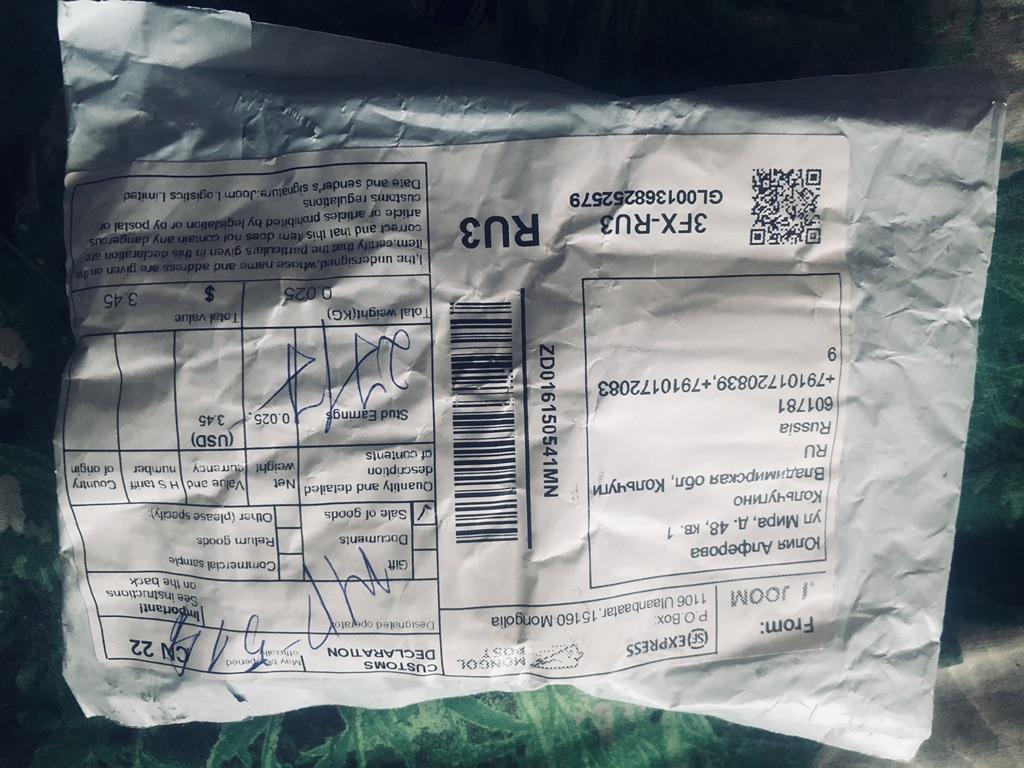 From:
J. JOOM
SF EXPRESS
P.O.Box:
1106 Ulaanbaatar, 15160 Mongolia
MONGOL
POST
Юлия Алферова
ул Мира, д. 48, кв. 1
Кольчугино
Владимирская обл, Кольчуги
RU
Russia
601781
+79101720839,+7910172083
9
ZD016150541MN
3FX-RU3
GL001368252579
RU3
CUSTOMS
DECLARATION
May be opened
officially
CN 22
Designated operator
Important!
See instructions
on the back
Gift
Commercial sample
Documents
Return goods
✓ Sale of goods
Other (please specify):
Quantity and detailed
description
of contents
Net
weight
Value and
currency
(USD)
H S tariff
number
Country
of origin
Stud Earrings
0.025
3.45
Total weight(KG)
0.025
Total value
$ 3.45
I,the undersigned,whose name and address are given on the
item,certify that the particulars given in this declaration are
correct and that this item does not contain any dangerous
article or articles prohibited by legislation or by postal or
customs regulations
Date and sender's signature:Joom Logistics Limited